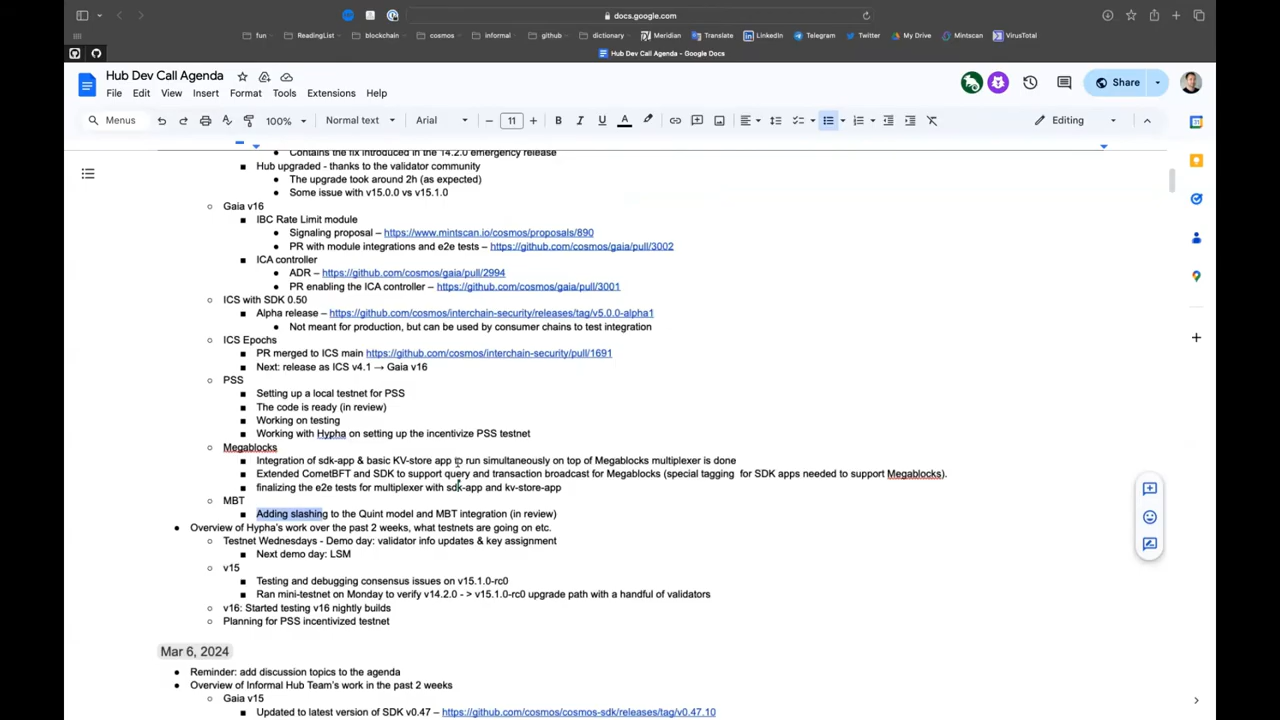 docs.google.com
fun
ReadingList
blockchain
cosmos
informal
github
dictionary
Meridian
Translate
LinkedIn
Telegram
Twitter
My Drive
Mintscan
VirusTotal
Hub Dev Call Agenda - Google Docs
Hub Dev Call Agenda
File Edit View Insert Format Tools Extensions Help
Share
Menus 100% Normal text Arial 11 Editing
Contains the fix introduced in the 14.2.0 emergency release
Hub upgraded - thanks to the validator community
The upgrade took around 2h (as expected)
Some issue with v15.0.0 vs v15.1.0
Gaia v16
IBC Rate Limit module
Signaling proposal – https://www.mintscan.io/cosmos/proposals/890
PR with module integrations and e2e tests – https://github.com/cosmos/gaia/pull/3002
ICA controller
ADR – https://github.com/cosmos/gaia/pull/2994
PR enabling the ICA controller – https://github.com/cosmos/gaia/pull/3001
ICS with SDK 0.50
Alpha release – https://github.com/cosmos/interchain-security/releases/tag/v5.0.0-alpha1
Not meant for production, but can be used by consumer chains to test integration
ICS Epochs
PR merged to ICS main https://github.com/cosmos/interchain-security/pull/1691
Next: release as ICS v4.1 → Gaia v16
PSS
Setting up a local testnet for PSS
The code is ready (in review)
Working on testing
Working with Hypha on setting up the incentivize PSS testnet
Megablocks
Integration of sdk-app & basic KV-store app to run simultaneously on top of Megablocks multiplexer is done
Extended CometBFT and SDK to support query and transaction broadcast for Megablocks (special tagging for SDK apps needed to support Megablocks).
finalizing the e2e tests for multiplexer with sdk-app and kv-store-app
MBT
Adding slashing to the Quint model and MBT integration (in review)
Overview of Hypha's work over the past 2 weeks, what testnets are going on etc.
Testnet Wednesdays - Demo day: validator info updates & key assignment
Next demo day: LSM
v15
Testing and debugging consensus issues on v15.1.0-rc0
Ran mini-testnet on Monday to verify v14.2.0 - > v15.1.0-rc0 upgrade path with a handful of validators
v16: Started testing v16 nightly builds
Planning for PSS incentivized testnet
Mar 6, 2024
Reminder: add discussion topics to the agenda
Overview of Informal Hub Team's work in the past 2 weeks
Gaia v15
Updated to latest version of SDK v0.47 – https://github.com/cosmos/cosmos-sdk/releases/tag/v0.47.10